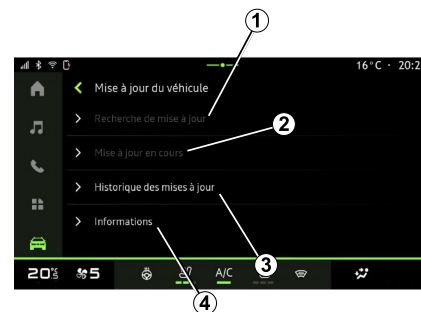 1
16°C · 20:2
Mise à jour du véhicule
Recherche de mise à jour
2
Mise à jour en cours
Historique des mises à jour
Informations
3
20.5 5 A/C
4